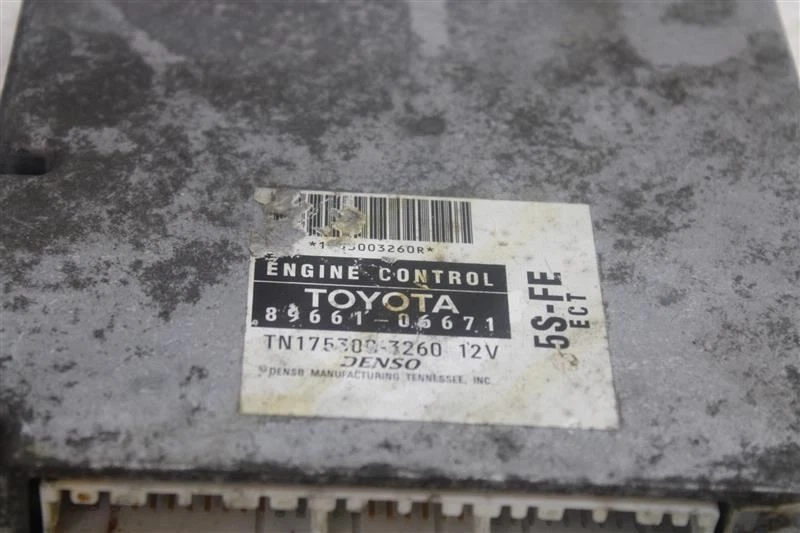 ENGINE CONTROL
TOYOTA
89661-06671
TN175300-3260 12V
DENSO
©DENSO MANUFACTURING TENNESSEE, INC.
5S-FE
ECT